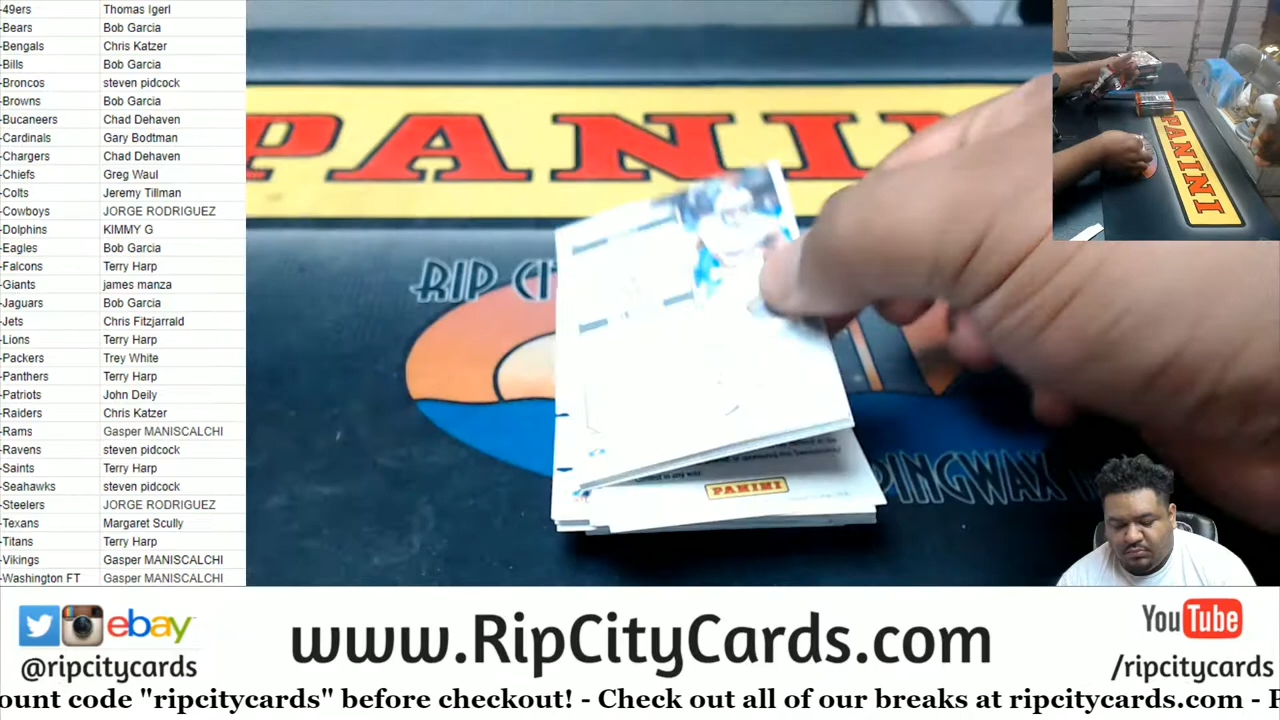 -49ers Thomas Igerl
-Bears Bob Garcia
-Bengals Chris Katzer
-Bills Bob Garcia
-Broncos steven pidcock
-Browns Bob Garcia
-Bucaneers Chad Dehaven
-Cardinals Gary Bodtman
-Chargers Chad Dehaven
-Chiefs Greg Waul
-Colts Jeremy Tillman
-Cowboys JORGE RODRIGUEZ
-Dolphins KIMMY G
-Eagles Bob Garcia
-Falcons Terry Harp
-Giants james manza
-Jaguars Bob Garcia
-Jets Chris Fitzjarrald
-Lions Terry Harp
-Packers Trey White
-Panthers Terry Harp
-Patriots John Deily
-Raiders Chris Katzer
-Rams Gasper MANISCALCHI
-Ravens steven pidcock
-Saints Terry Harp
-Seahawks steven pidcock
-Steelers JORGE RODRIGUEZ
-Texans Margaret Scully
-Titans Terry Harp
-Vikings Gasper MANISCALCHI
-Washington FT Gasper MANISCALCHI
PANINI
RIP CI
PINGWAX
PANINI
PANINI
ebay
@ripcitycards
www.RipCityCards.com
YouTube
/ripcitycards
ount code "ripcitycards" before checkout! - Check out all of our breaks at ripcitycards.com -